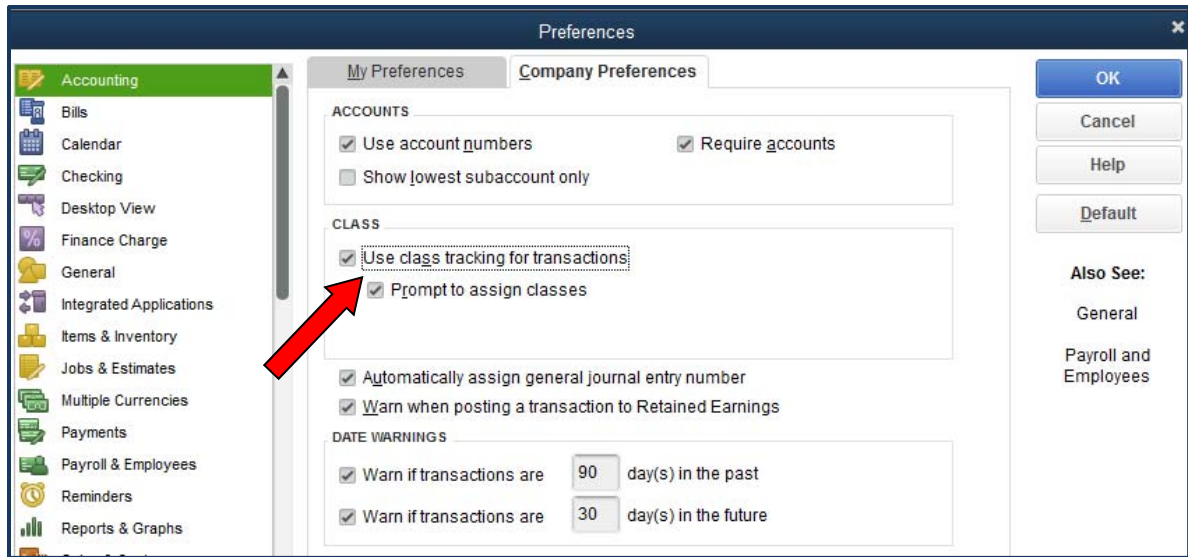 Preferences
Accounting
Bills
Calendar
Checking
Desktop View
Finance Charge
General
Integrated Applications
Items & Inventory
Jobs & Estimates
Multiple Currencies
Payments
Payroll & Employees
Reminders
Reports & Graphs
My Preferences
Company Preferences
ACCOUNTS
Use account numbers
Require accounts
Show lowest subaccount only
CLASS
Use class tracking for transactions
Prompt to assign classes
Automatically assign general journal entry number
Warn when posting a transaction to Retained Earnings
DATE WARNINGS
Warn if transactions are 90 day(s) in the past
Warn if transactions are 30 day(s) in the future
OK
Cancel
Help
Default
Also See:
General
Payroll and
Employees